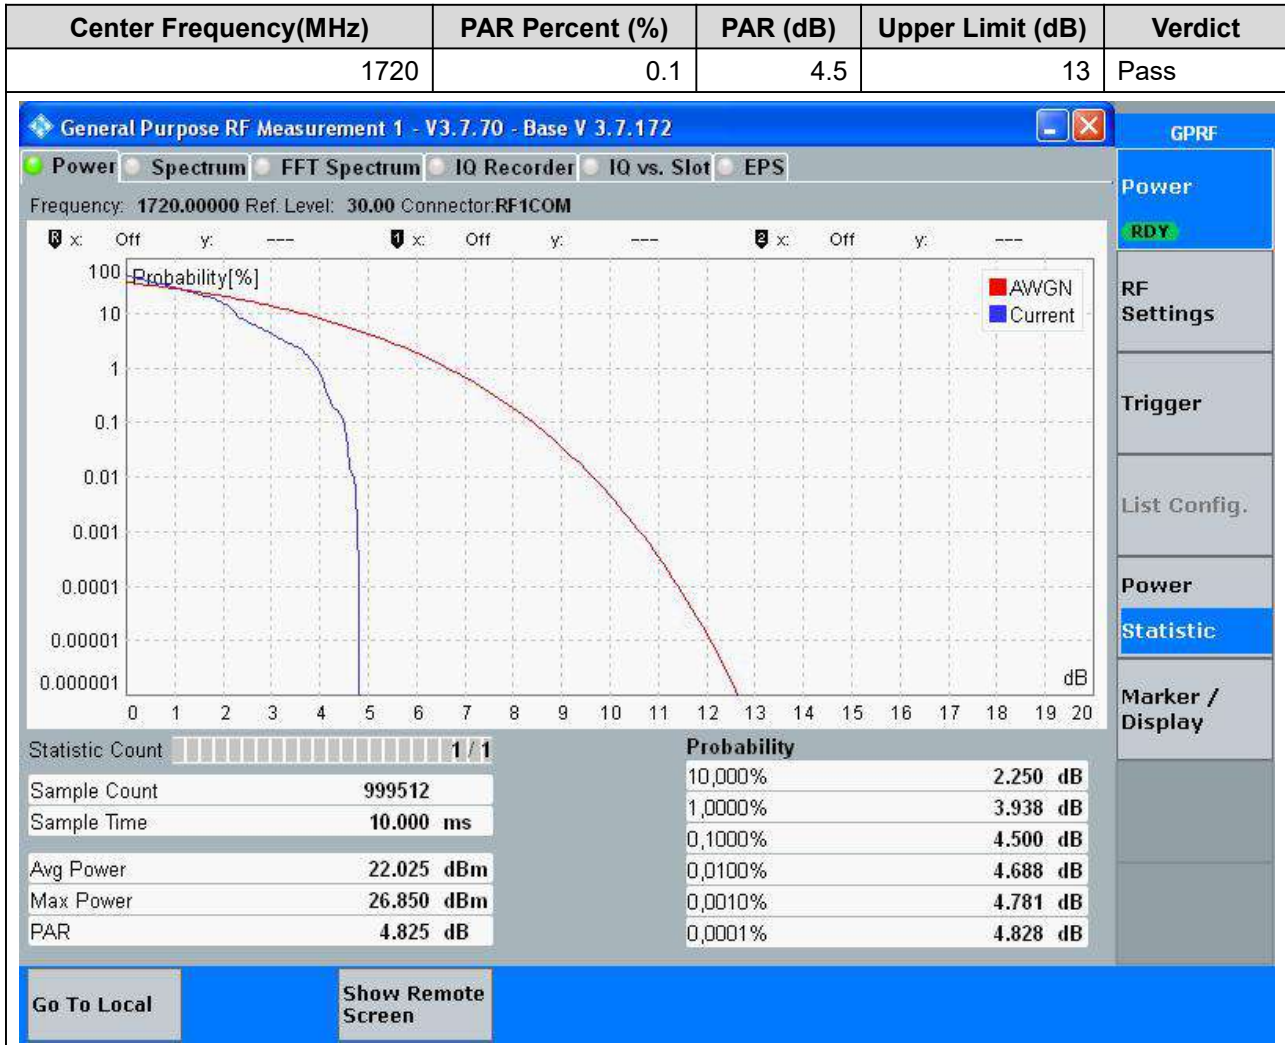 Center Frequency(MHz) PAR Percent (%) PAR (dB) Upper Limit (dB) Verdict
1720 0.1 4.5 13 Pass
General Purpose RF Measurement 1 - V3.7.70 - Base V 3.7.172
GPRF
Power Spectrum FFT Spectrum IQ Recorder IQ vs. Slot EPS
Frequency: 1720.00000 Ref. Level: 30.00 Connector:RF1COM
R x: Off y: --- 1 x: Off y: --- 2 x: Off y: ---
Probability[%]
AWGN
Current
100
10
1
0.1
0.01
0.001
0.0001
0.00001
0.000001
dB
0 1 2 3 4 5 6 7 8 9 10 11 12 13 14 15 16 17 18 19 20
Statistic Count 1 / 1
Sample Count 999512
Sample Time 10.000 ms
Avg Power 22.025 dBm
Max Power 26.850 dBm
PAR 4.825 dB
Probability
10,000% 2.250 dB
1,0000% 3.938 dB
0,1000% 4.500 dB
0,0100% 4.688 dB
0,0010% 4.781 dB
0,0001% 4.828 dB
Power
RDY
RF
Settings
Trigger
List Config.
Power
Statistic
Marker /
Display
Go To Local
Show Remote
Screen